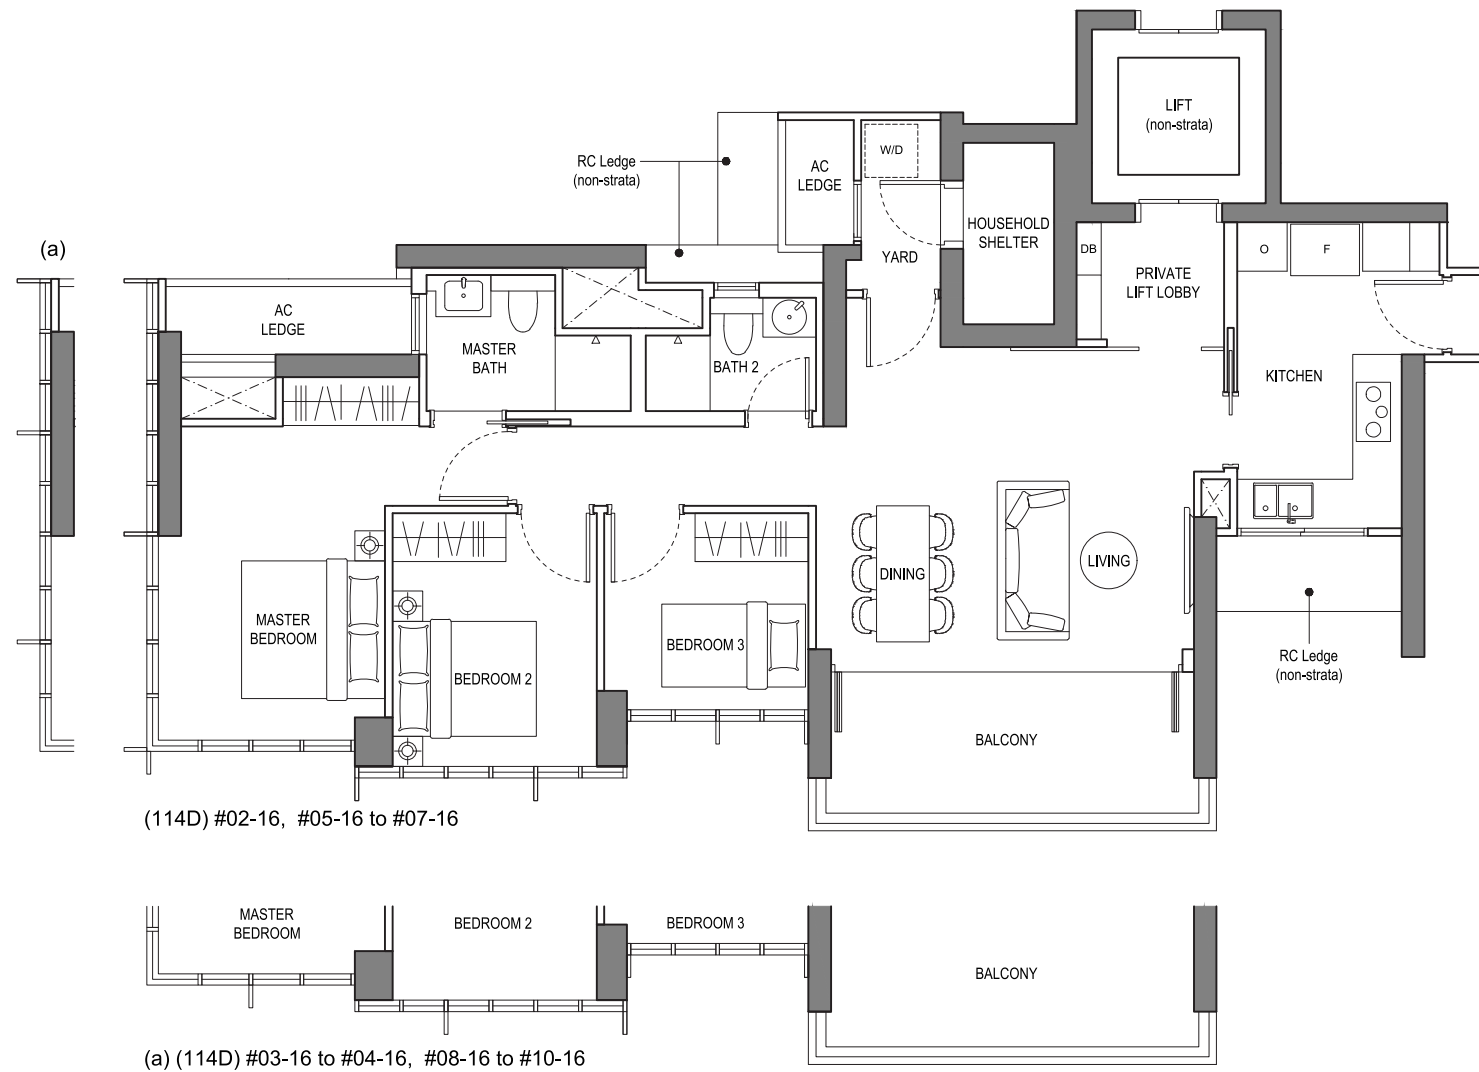 LIFT
(non-strata)
RC Ledge
(non-strata)
AC
LEDGE
W/D
HOUSEHOLD
SHELTER
YARD
DB
PRIVATE
LIFT LOBBY
O
F
(a)
AC
LEDGE
MASTER
BATH
BATH 2
KITCHEN
MASTER
BEDROOM
BEDROOM 2
BEDROOM 3
DINING
LIVING
RC Ledge
(non-strata)
BALCONY
(114D) #02-16, #05-16 to #07-16
MASTER
BEDROOM
BEDROOM 2
BEDROOM 3
BALCONY
(a) (114D) #03-16 to #04-16, #08-16 to #10-16